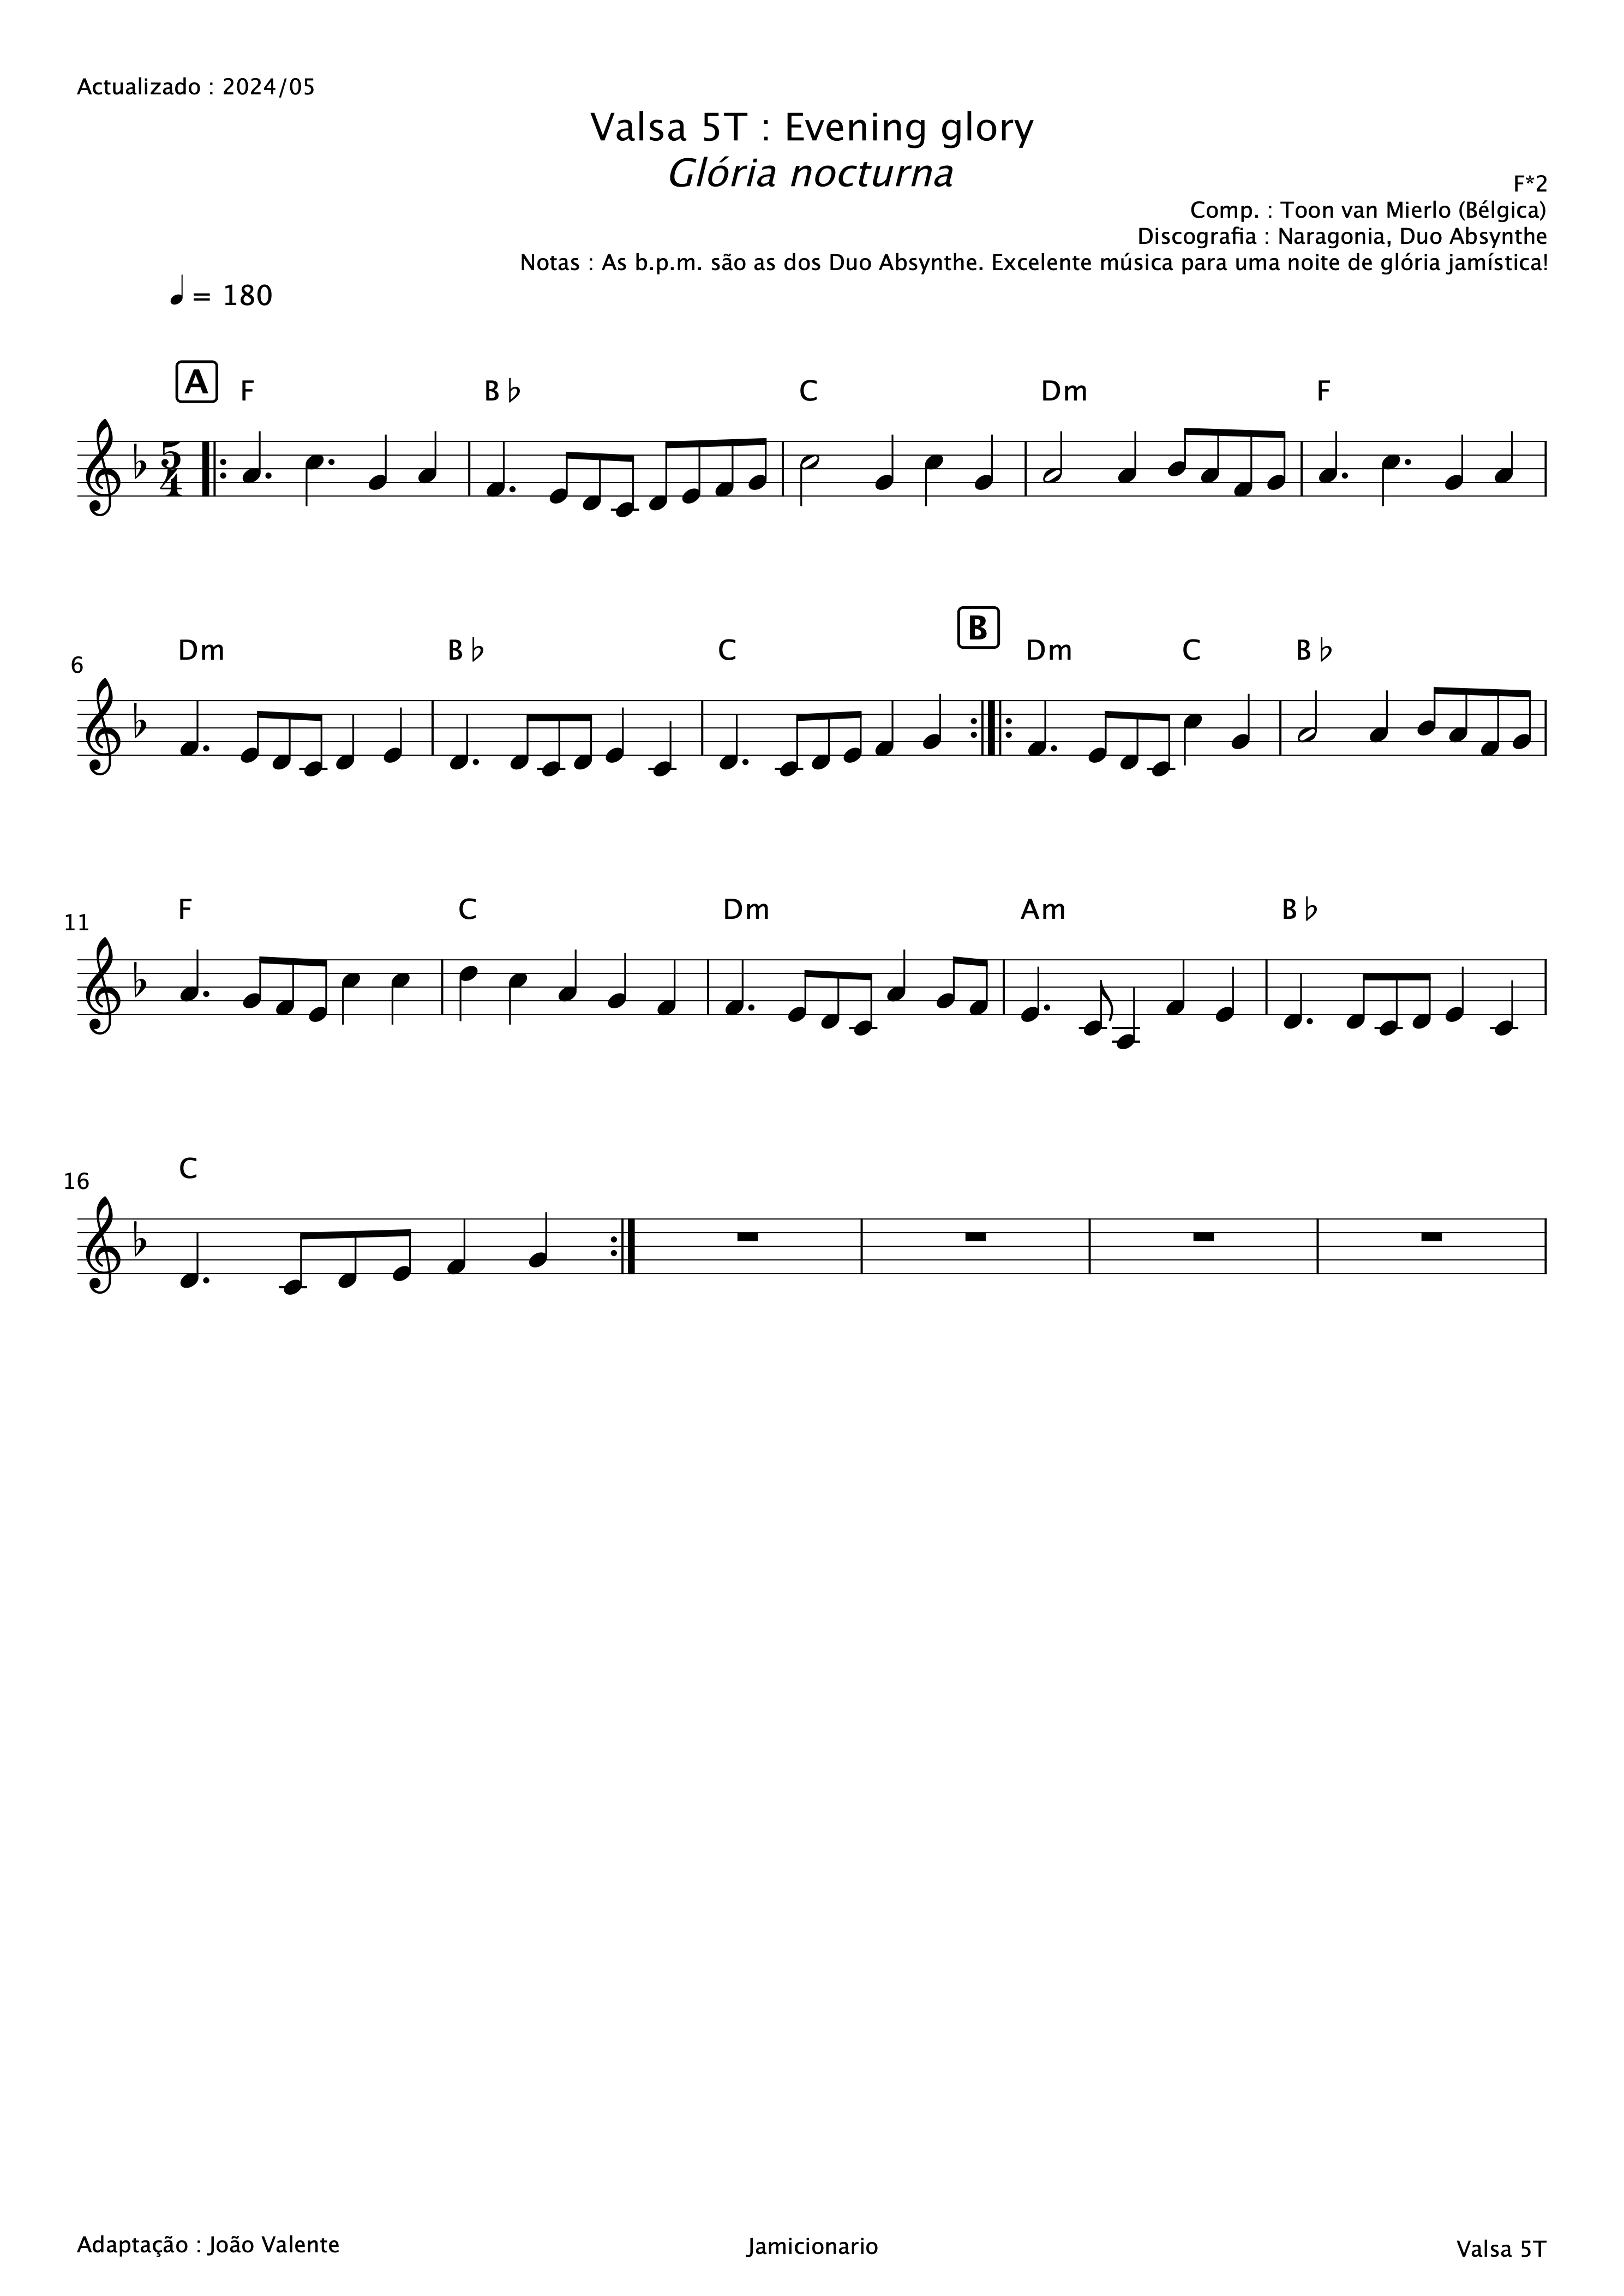 Actualizado : 2024/05
Valsa 5T : Evening glory
Glória nocturna
F*2
Comp. : Toon van Mierlo (Bélgica)
Discografia : Naragonia, Duo Absynthe
Notas : As b.p.m. são as dos Duo Absynthe. Excelente música para uma noite de glória jamística!
= 180
A F B♭ C Dm F
5
4
B
6 Dm B♭ C Dm C B♭
11 F C Dm Am B♭
16 C
Adaptação : João Valente Jamicionario Valsa 5T